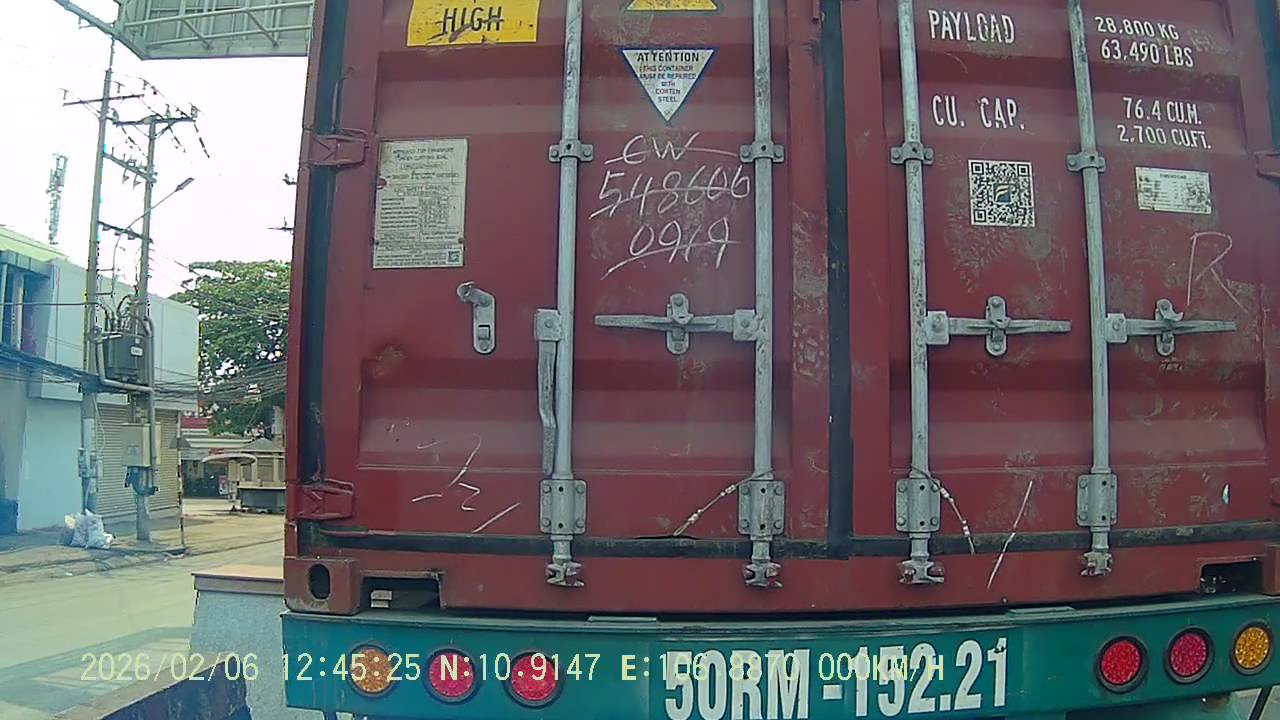 HIGH
ATTENTION
THIS CONTAINER
MUST BE REPAIRED
WITH
CORTEN
STEEL
CW
548606
0919
PAYLOAD 28.800 KG
63,490 LBS
CU. CAP. 76.4 CU.M.
2,700 CU.FT.
R
2026/02/06 12:45:25 N:10.9147 E:106.8870 000KM/H
50RM-152.21